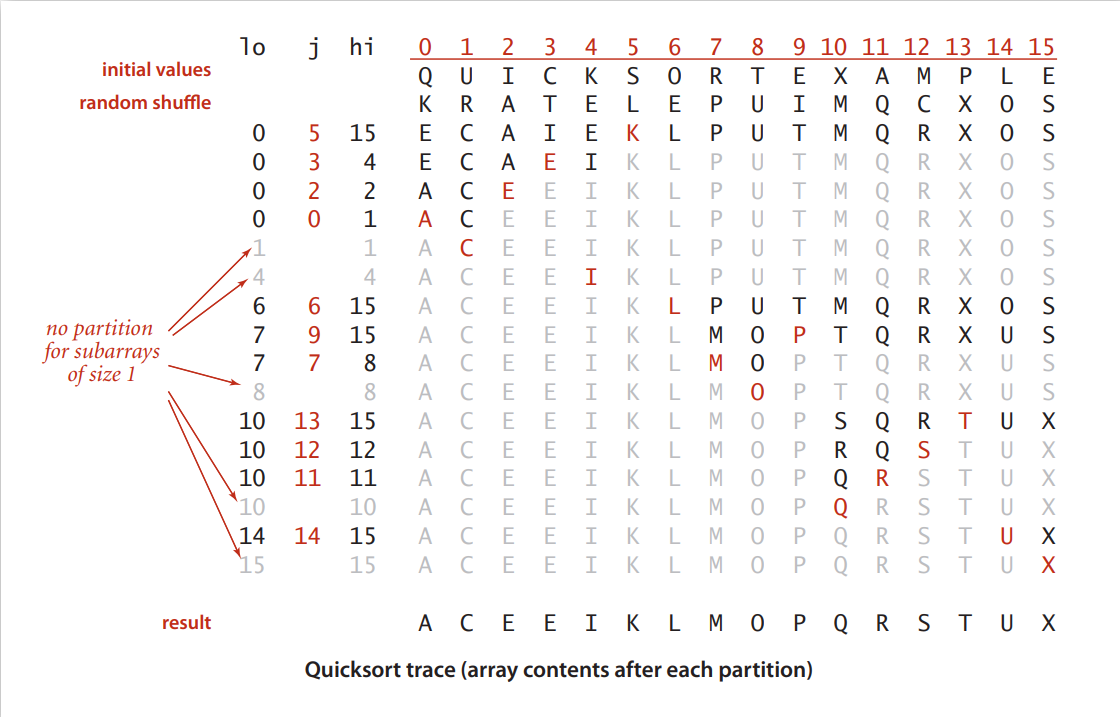 lo j hi 0 1 2 3 4 5 6 7 8 9 10 11 12 13 14 15
initial values Q U I C K S O R T E X A M P L E
random shuffle K R A T E L E P U I M Q C X O S
0 5 15 E C A I E K L P U T M Q R X O S
0 3 4 E C A E I K L P U T M Q R X O S
0 2 2 A C E E I K L P U T M Q R X O S
0 0 1 A C E E I K L P U T M Q R X O S
1 1 A C E E I K L P U T M Q R X O S
4 4 A C E E I K L P U T M Q R X O S
6 6 15 A C E E I K L P U T M Q R X O S
no partition
for subarrays
of size 1
7 9 15 A C E E I K L M O P T Q R X U S
7 7 8 A C E E I K L M O P T Q R X U S
8 8 A C E E I K L M O P T Q R X U S
10 13 15 A C E E I K L M O P S Q R T U X
10 12 12 A C E E I K L M O P R Q S T U X
10 11 11 A C E E I K L M O P Q R S T U X
10 10 A C E E I K L M O P Q R S T U X
14 14 15 A C E E I K L M O P Q R S T U X
15 15 A C E E I K L M O P Q R S T U X
result A C E E I K L M O P Q R S T U X
Quicksort trace (array contents after each partition)